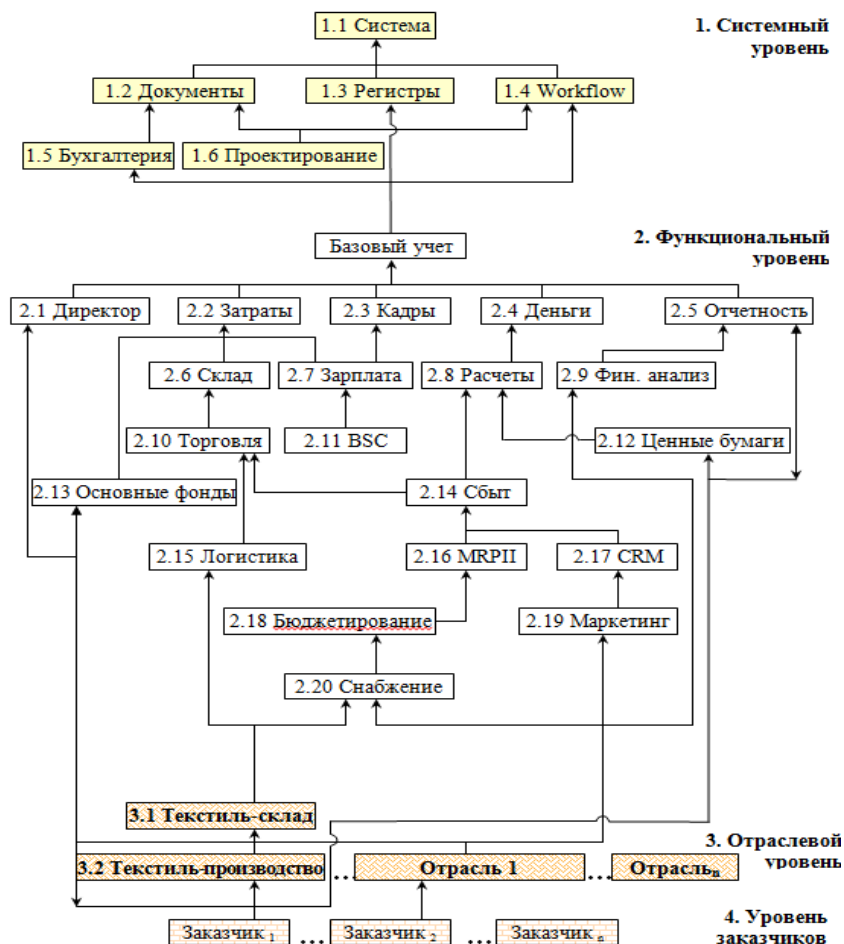 1.1 Система
1. Системный
уровень
1.2 Документы
1.3 Регистры
1.4 Workflow
1.5 Бухгалтерия
1.6 Проектирование
Базовый учет
2. Функциональный
уровень
2.1 Директор
2.2 Затраты
2.3 Кадры
2.4 Деньги
2.5 Отчетность
2.6 Склад
2.7 Зарплата
2.8 Расчеты
2.9 Фин. анализ
2.10 Торговля
2.11 BSC
2.12 Ценные бумаги
2.13 Основные фонды
2.14 Сбыт
2.15 Логистика
2.16 MRPII
2.17 CRM
2.18 Бюджетирование
2.19 Маркетинг
2.20 Снабжение
3.1 Текстиль-склад
3. Отраслевой
уровень
3.2 Текстиль-производство
...
Отрасль 1
...
Отрасльn
4. Уровень
заказчиков
Заказчик 1
...
Заказчик 2
...
Заказчик n